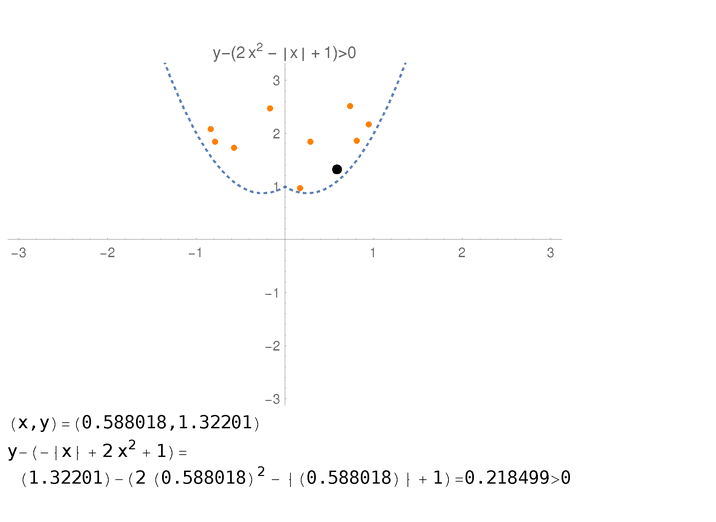 y−(2 x² − |x| + 1)>0
3
2
1
−3 −2 −1 1 2 3
−1
−2
−3
(x,y)=(0.588018,1.32201)
y−(−|x| + 2 x² + 1)=
(1.32201)−(2 (0.588018)² − |(0.588018)| + 1)=0.218499>0